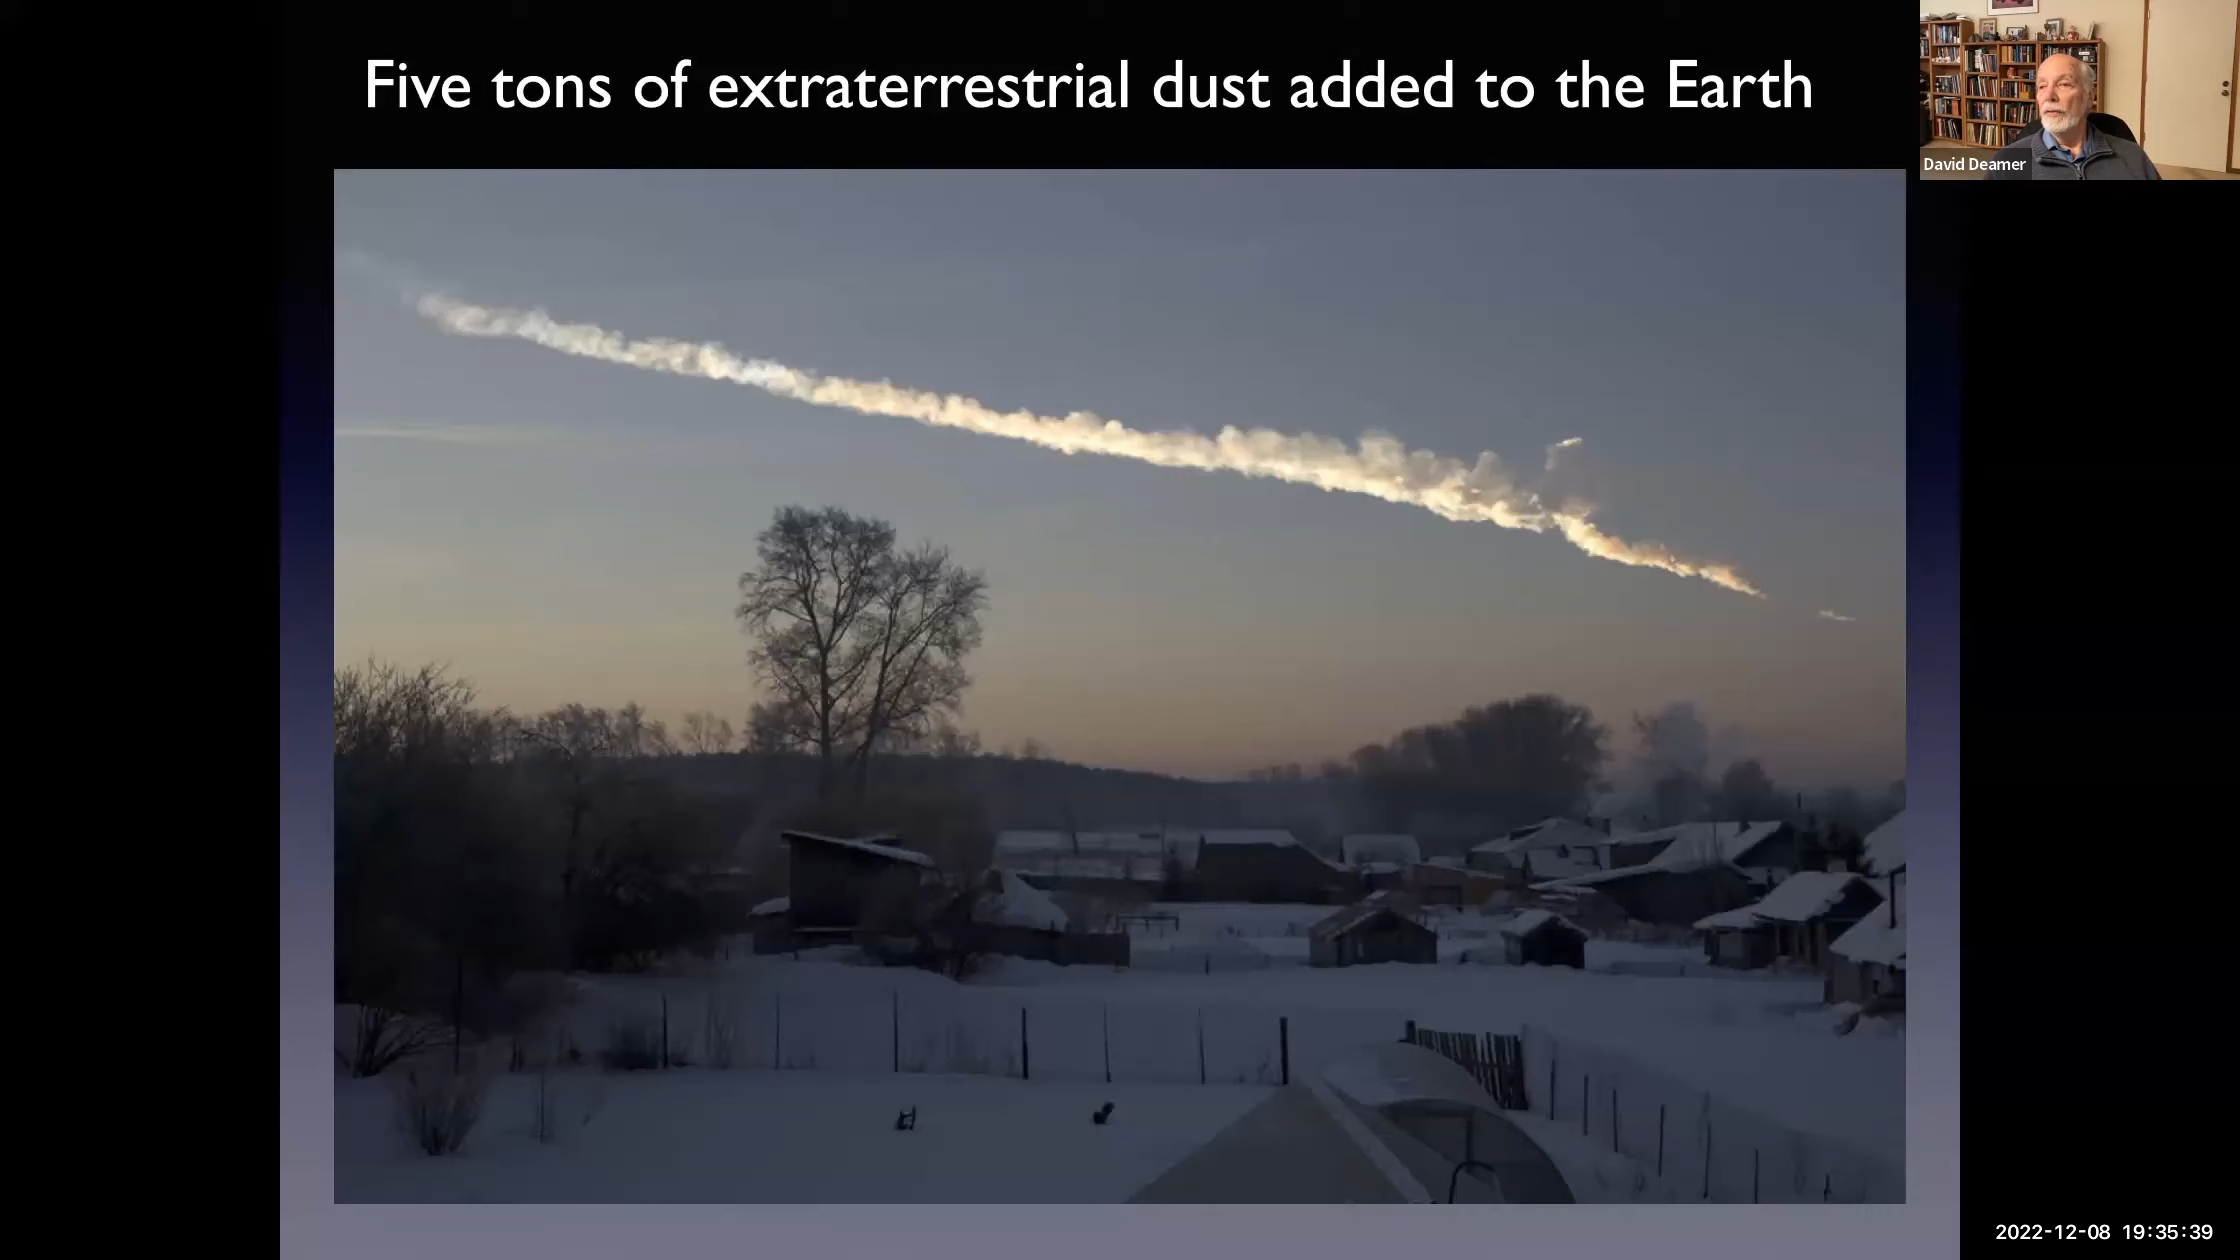 Five tons of extraterrestrial dust added to the Earth
David Deamer
2022-12-08 19:35:39